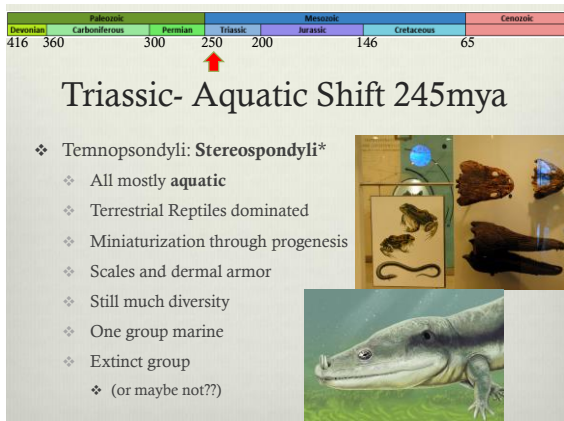 Paleozoic Mesozoic Cenozoic
Devonian Carboniferous Permian Triassic Jurassic Cretaceous
416 360 300 250 200 146 65
Triassic- Aquatic Shift 245mya
❖ Temnopsondyli: Stereospondyli*
❖ All mostly aquatic
❖ Terrestrial Reptiles dominated
❖ Miniaturization through progenesis
❖ Scales and dermal armor
❖ Still much diversity
❖ One group marine
❖ Extinct group
❖ (or maybe not??)